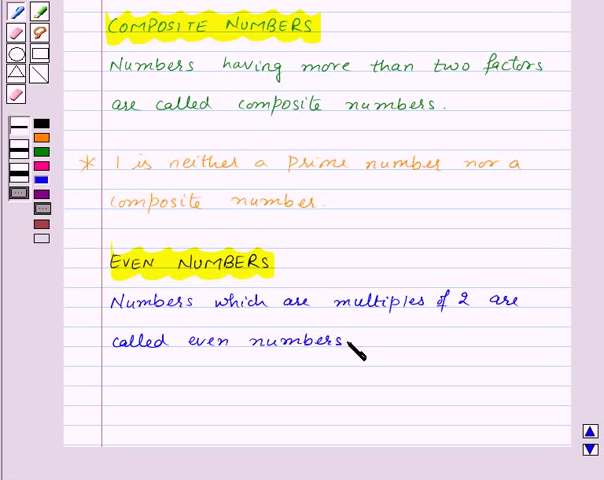 COMPOSITE NUMBERS
Numbers having more than two factors
are called composite numbers.
* 1 is neither a prime number nor a
composite number.
EVEN NUMBERS
Numbers which are multiples of 2 are
called even numbers